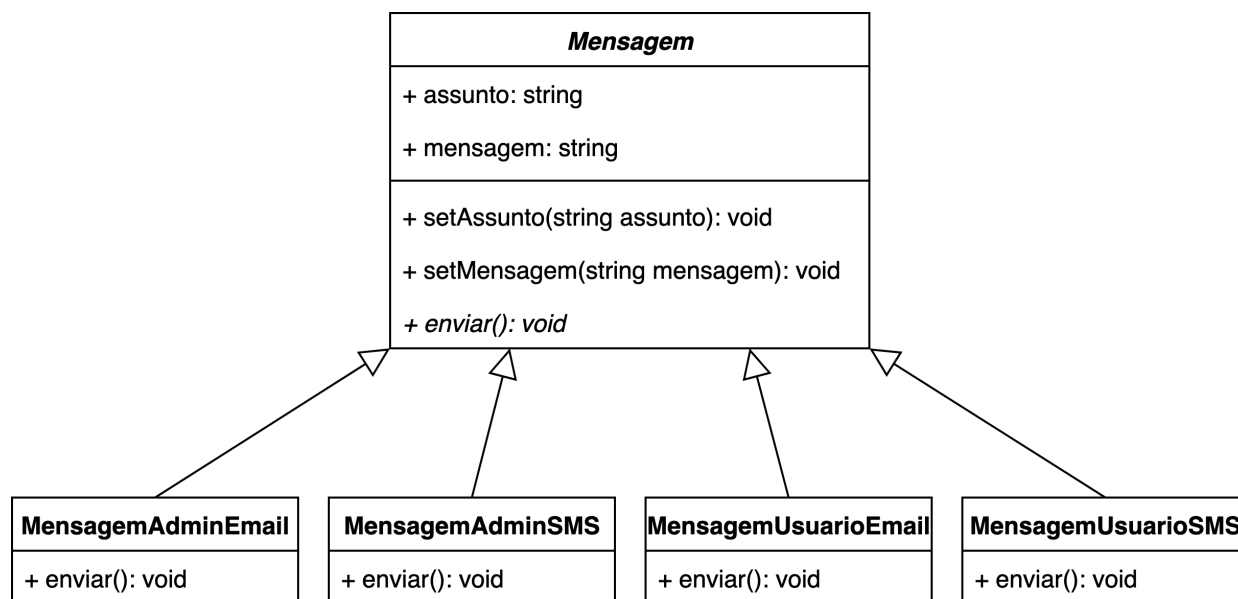 Mensagem
+ assunto: string
+ mensagem: string
+ setAssunto(string assunto): void
+ setMensagem(string mensagem): void
+ enviar(): void
MensagemAdminEmail
+ enviar(): void
MensagemAdminSMS
+ enviar(): void
MensagemUsuarioEmail
+ enviar(): void
MensagemUsuarioSMS
+ enviar(): void